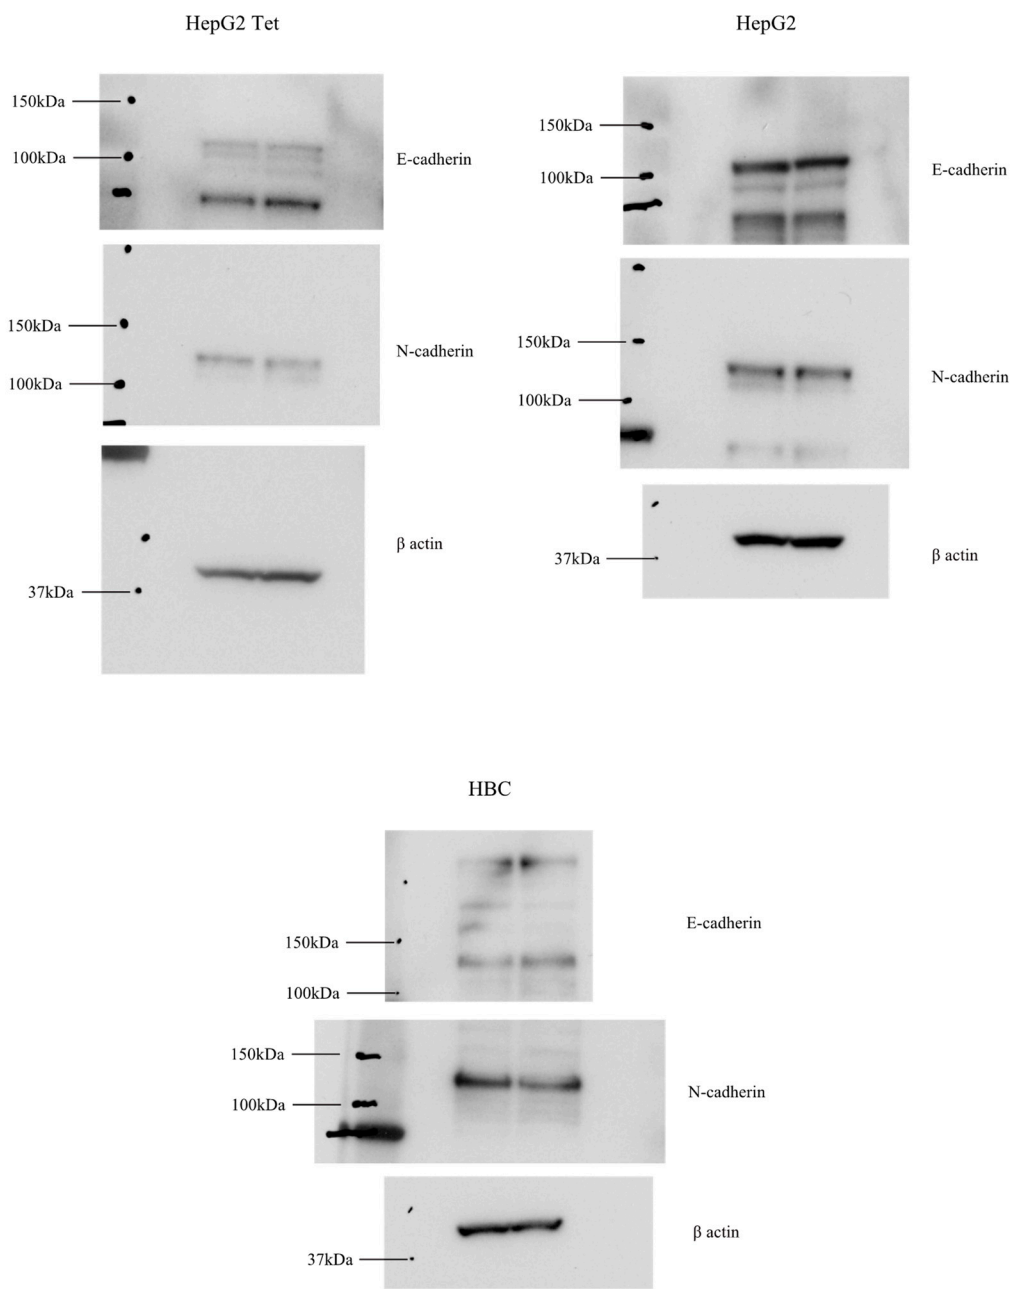 HepG2 Tet
150kDa
100kDa
E-cadherin
150kDa
100kDa
N-cadherin
β actin
37kDa
HepG2
150kDa
100kDa
E-cadherin
150kDa
100kDa
N-cadherin
37kDa
β actin
HBC
150kDa
100kDa
E-cadherin
150kDa
100kDa
N-cadherin
37kDa
β actin